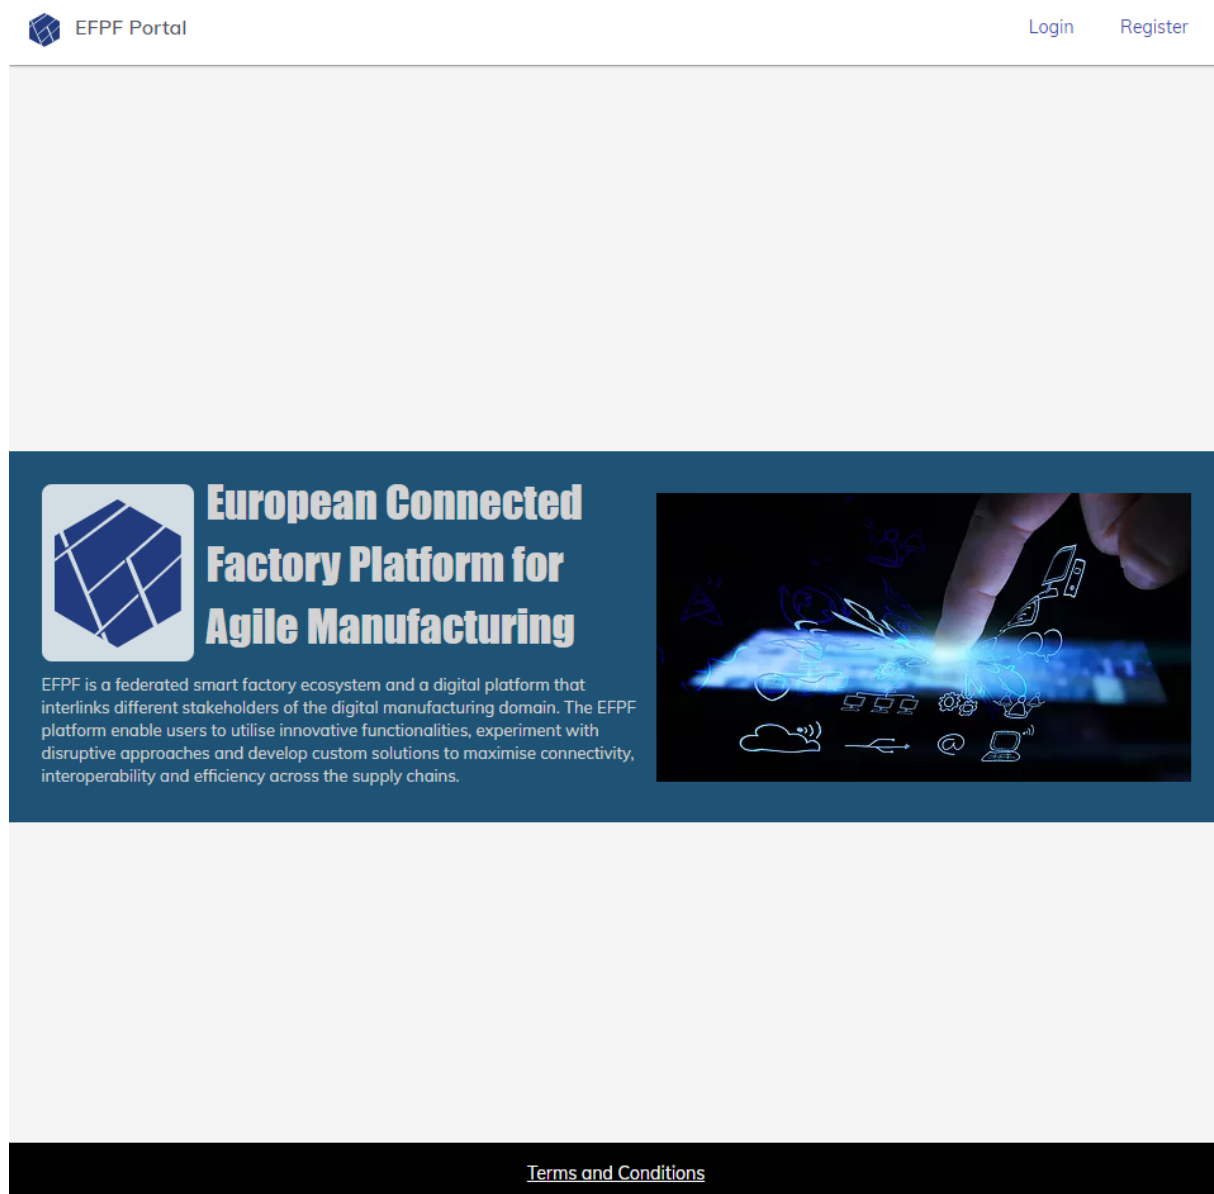 EFPF Portal
Login
Register
European Connected
Factory Platform for
Agile Manufacturing
EFPF is a federated smart factory ecosystem and a digital platform that
interlinks different stakeholders of the digital manufacturing domain. The EFPF
platform enable users to utilise innovative functionalities, experiment with
disruptive approaches and develop custom solutions to maximise connectivity,
interoperability and efficiency across the supply chains.
@
Terms and Conditions